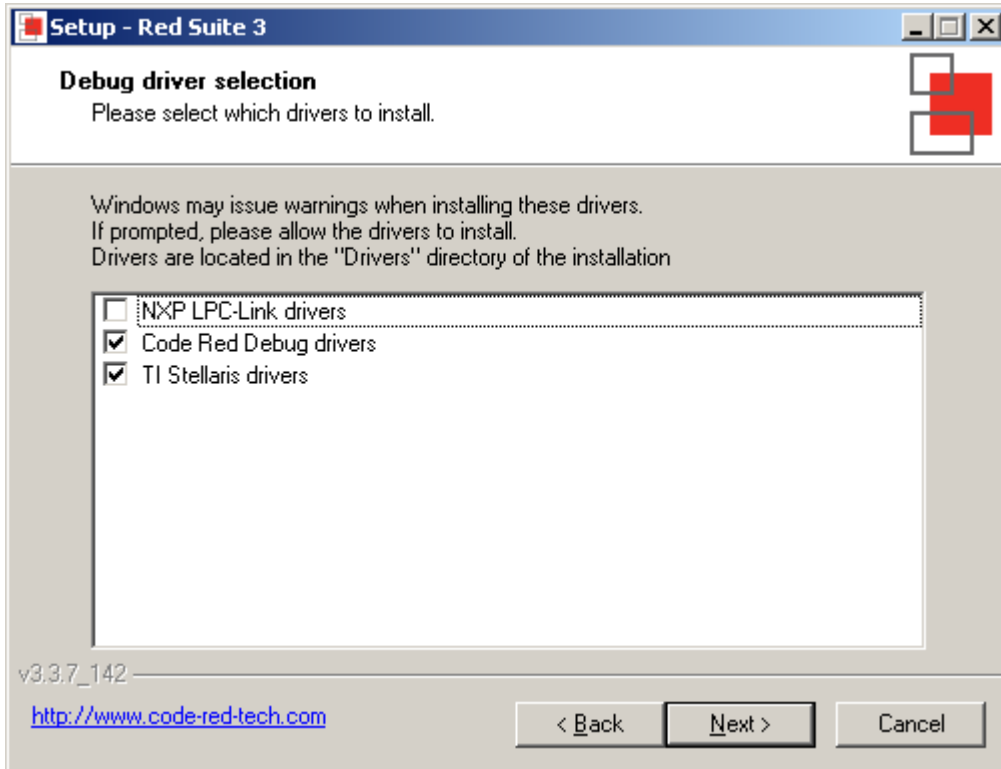 Setup - Red Suite 3
Debug driver selection
Please select which drivers to install.
Windows may issue warnings when installing these drivers.
If prompted, please allow the drivers to install.
Drivers are located in the "Drivers" directory of the installation
NXP LPC-Link drivers
Code Red Debug drivers
TI Stellaris drivers
v3.3.7_142
http://www.code-red-tech.com
< Back
Next >
Cancel